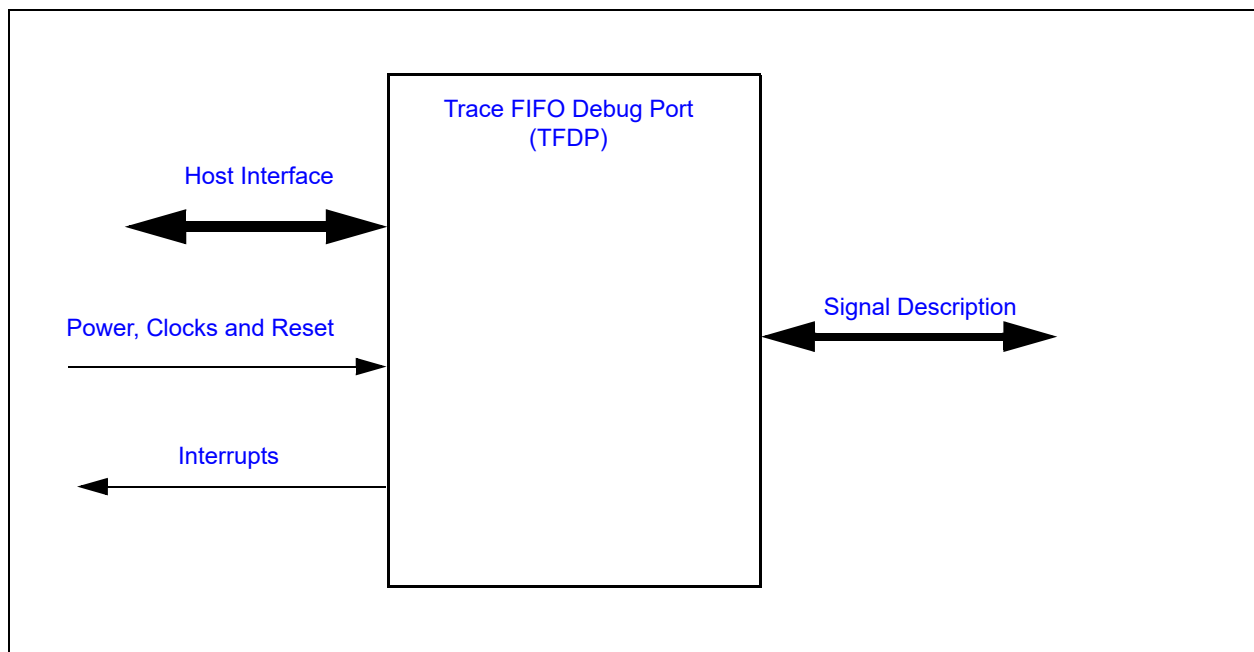 Trace FIFO Debug Port
(TFDP)
Host Interface
Signal Description
Power, Clocks and Reset
Interrupts